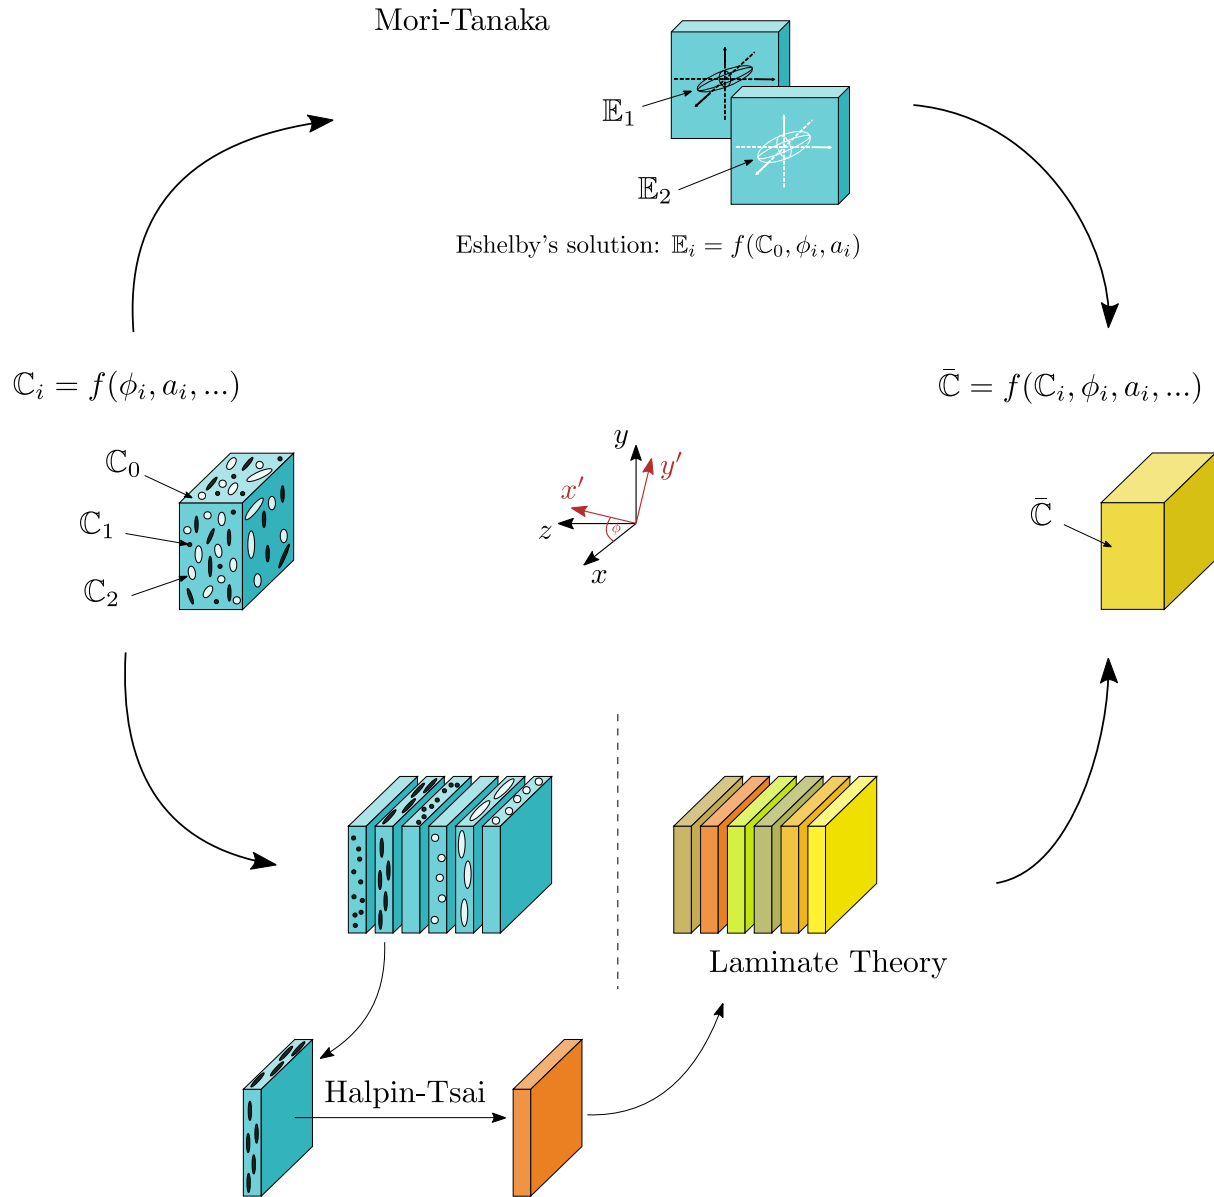 Mori-Tanaka
𝔼₁
𝔼₂
Eshelby's solution: 𝔼ᵢ = f(ℂ₀, ϕᵢ, aᵢ)
ℂᵢ = f(ϕᵢ, aᵢ, ...)
ℂ̄ = f(ℂᵢ, ϕᵢ, aᵢ, ...)
ℂ₀
ℂ₁
ℂ₂
y
y′
x′
z
ϕ
x
ℂ̄
Laminate Theory
Halpin-Tsai